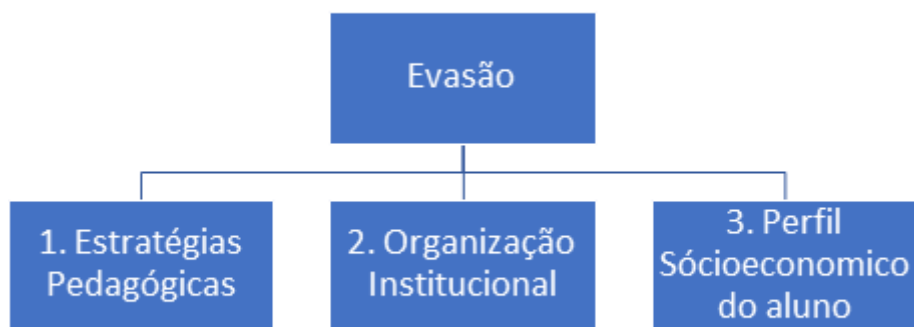 Evasão
1. Estratégias
Pedagógicas
2. Organização
Institucional
3. Perfil
Sócioeconomico
do aluno